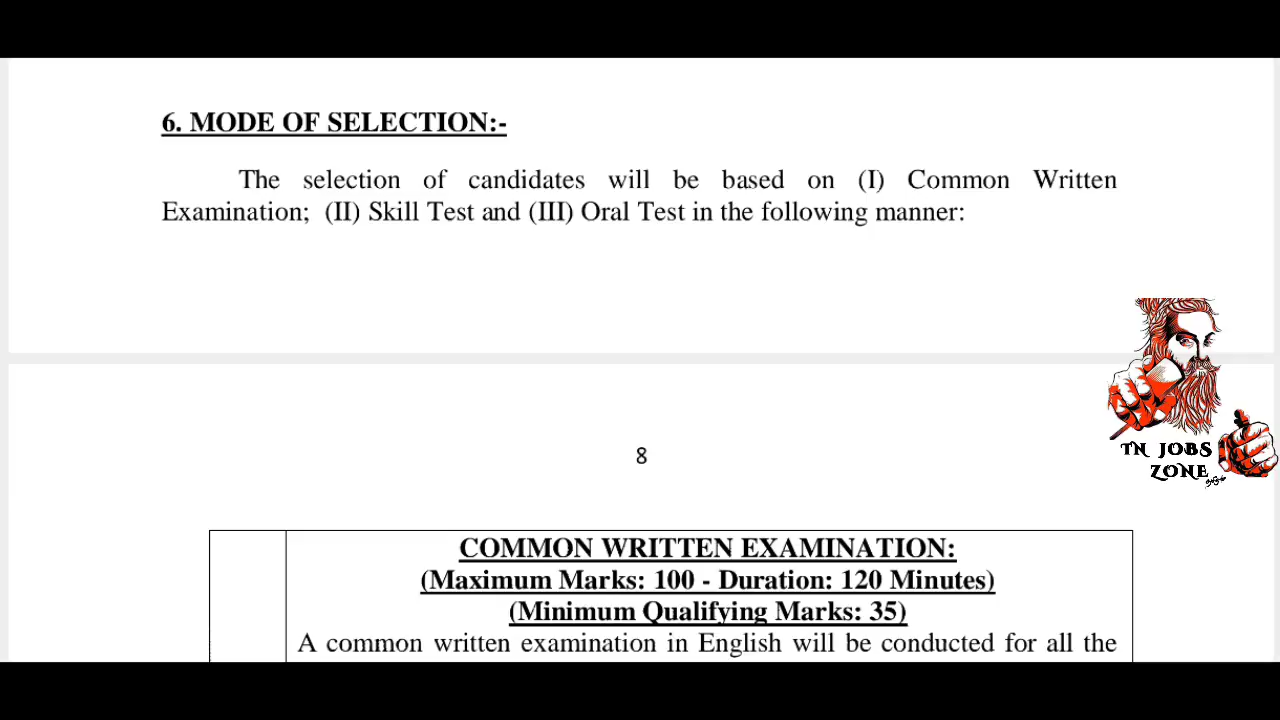 6. MODE OF SELECTION:-
The selection of candidates will be based on (I) Common Written
Examination; (II) Skill Test and (III) Oral Test in the following manner:
TN JOBS
ZONE
8
COMMON WRITTEN EXAMINATION:
(Maximum Marks: 100 - Duration: 120 Minutes)
(Minimum Qualifying Marks: 35)
A common written examination in English will be conducted for all the